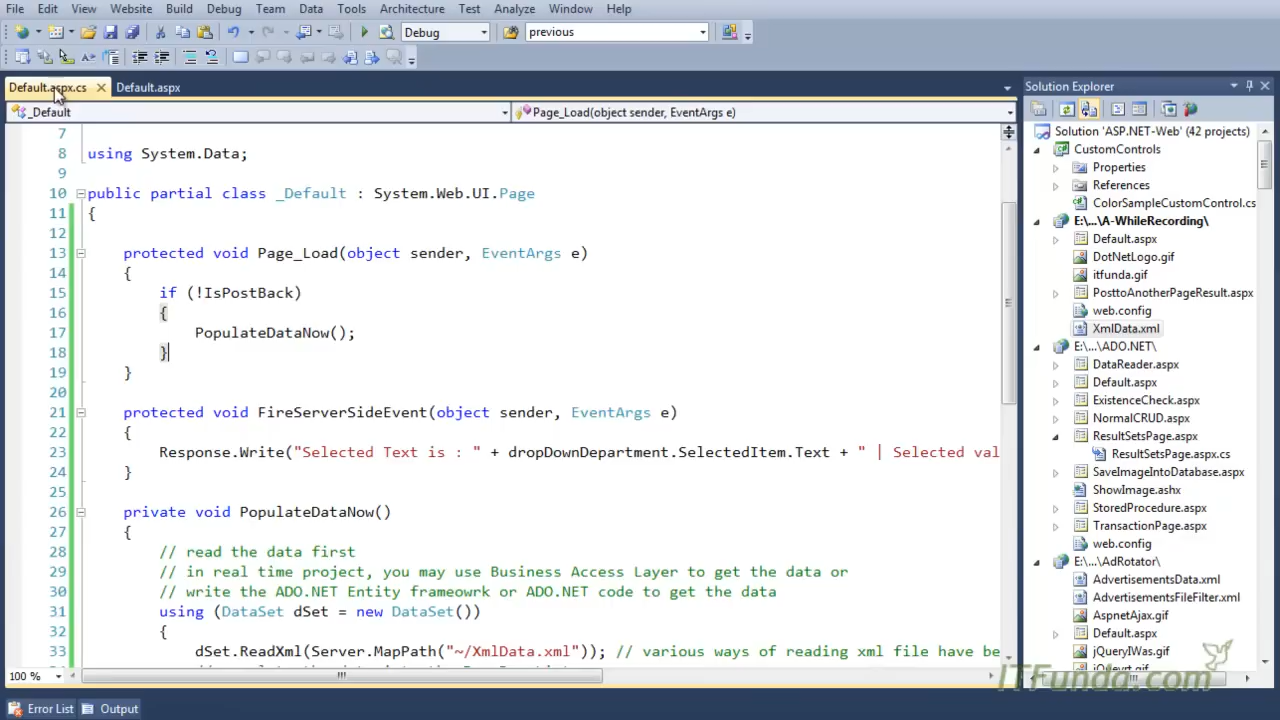 File Edit View Website Build Debug Team Data Tools Architecture Test Analyze Window Help
Debug previous
Default.aspx.cs Default.aspx
Solution Explorer
_Default Page_Load(object sender, EventArgs e)
7
8 using System.Data;
9
10 public partial class _Default : System.Web.UI.Page
11 {
12
13 protected void Page_Load(object sender, EventArgs e)
14 {
15 if (!IsPostBack)
16 {
17 PopulateDataNow();
18 }
19 }
20
21 protected void FireServerSideEvent(object sender, EventArgs e)
22 {
23 Response.Write("Selected Text is : " + dropDownDepartment.SelectedItem.Text + " | Selected val
24 }
25
26 private void PopulateDataNow()
27 {
28 // read the data first
29 // in real time project, you may use Business Access Layer to get the data or
30 // write the ADO.NET Entity frameowrk or ADO.NET code to get the data
31 using (DataSet dSet = new DataSet())
32 {
33 dSet.ReadXml(Server.MapPath("~/XmlData.xml")); // various ways of reading xml file have be
100 %
Solution 'ASP.NET-Web' (42 projects)
CustomControls
Properties
References
ColorSampleCustomControl.cs
E:\...\A-WhileRecording\
Default.aspx
DotNetLogo.gif
itfunda.gif
PosttoAnotherPageResult.aspx
web.config
XmlData.xml
E:\...\ADO.NET\
DataReader.aspx
Default.aspx
ExistenceCheck.aspx
NormalCRUD.aspx
ResultSetsPage.aspx
ResultSetsPage.aspx.cs
SaveImageIntoDatabase.aspx
ShowImage.ashx
StoredProcedure.aspx
TransactionPage.aspx
web.config
E:\...\AdRotator\
AdvertisementsData.xml
AdvertisementsFileFilter.xml
AspnetAjax.gif
Default.aspx
jQueryIWas.gif
ITFunda.com
Error List Output